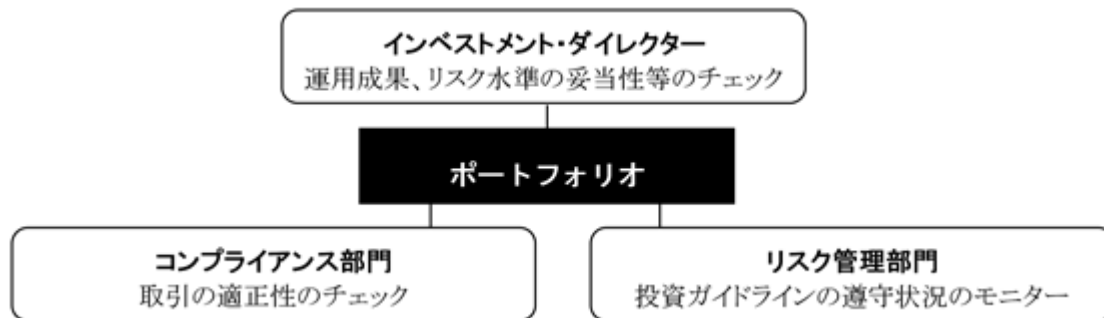 インベストメント・ダイレクター
運用成果、リスク水準の妥当性等のチェック
ポートフォリオ
コンプライアンス部門
取引の適正性のチェック
リスク管理部門
投資ガイドラインの遵守状況のモニター